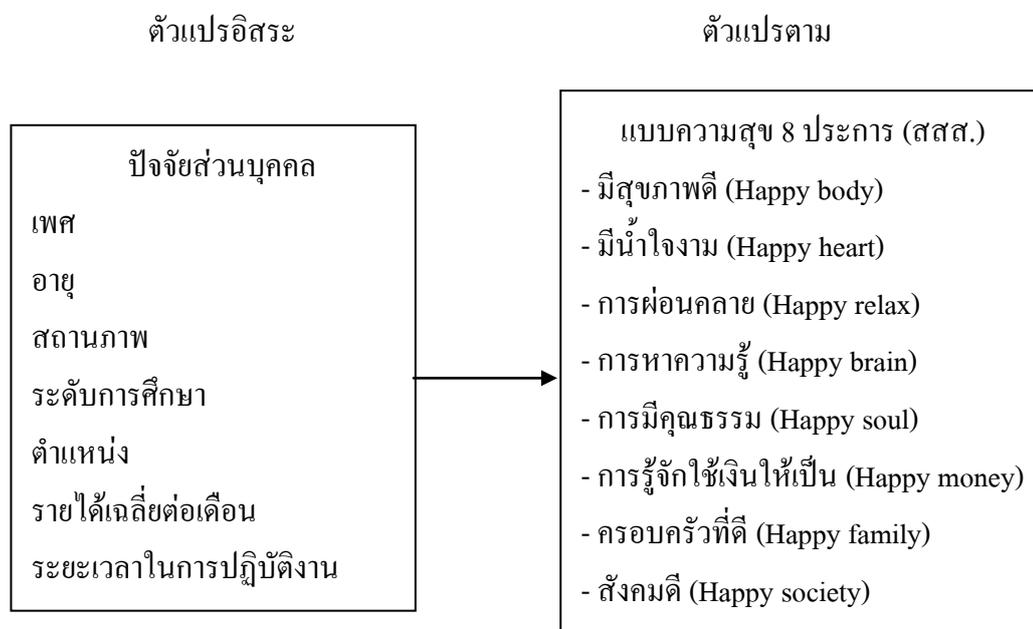 ตัวแปรอิสระ
ตัวแปรตาม
ปัจจัยส่วนบุคคล
เพศ
อายุ
สถานภาพ
ระดับการศึกษา
ตำแหน่ง
รายได้เฉลี่ยต่อเดือน
ระยะเวลาในการปฏิบัติงาน
แบบความสุข 8 ประการ (สสส.)
- มีสุขภาพดี (Happy body)
- มีน้ำใจงาม (Happy heart)
- การผ่อนคลาย (Happy relax)
- การหาความรู้ (Happy brain)
- การมีคุณธรรม (Happy soul)
- การรู้จักใช้เงินให้เป็น (Happy money)
- ครอบครัวที่ดี (Happy family)
- สังคมดี (Happy society)